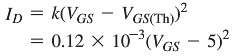 I_D = k(V_GS − V_GS(Th))²
= 0.12 × 10⁻³(V_GS − 5)²